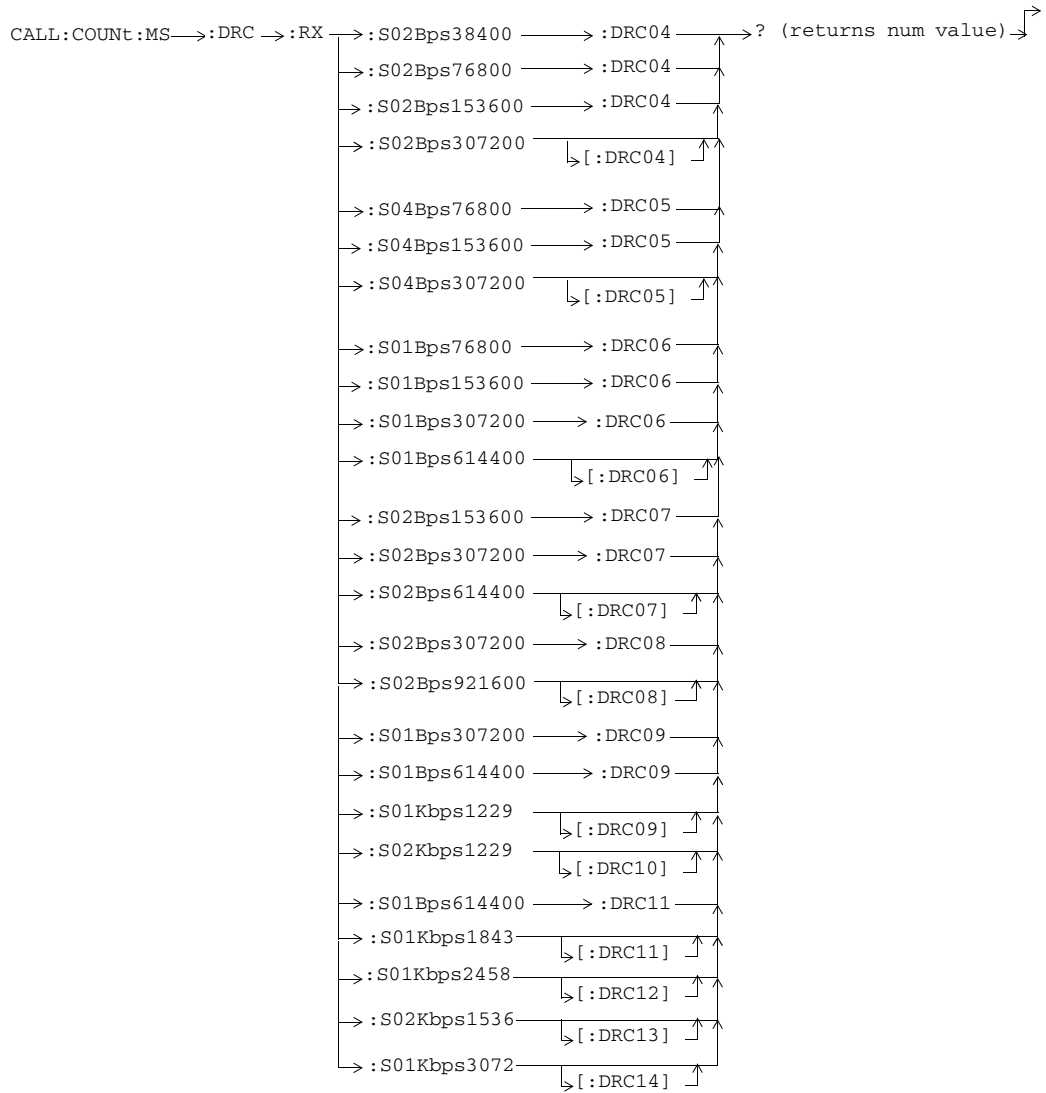 CALL:COUNt:MS :DRC :RX :S02Bps38400 :DRC04 ? (returns num value)
:S02Bps76800 :DRC04
:S02Bps153600 :DRC04
:S02Bps307200 [:DRC04]
:S04Bps76800 :DRC05
:S04Bps153600 :DRC05
:S04Bps307200 [:DRC05]
:S01Bps76800 :DRC06
:S01Bps153600 :DRC06
:S01Bps307200 :DRC06
:S01Bps614400 [:DRC06]
:S02Bps153600 :DRC07
:S02Bps307200 :DRC07
:S02Bps614400 [:DRC07]
:S02Bps307200 :DRC08
:S02Bps921600 [:DRC08]
:S01Bps307200 :DRC09
:S01Bps614400 :DRC09
:S01Kbps1229 [:DRC09]
:S02Kbps1229 [:DRC10]
:S01Bps614400 :DRC11
:S01Kbps1843 [:DRC11]
:S01Kbps2458 [:DRC12]
:S02Kbps1536 [:DRC13]
:S01Kbps3072 [:DRC14]